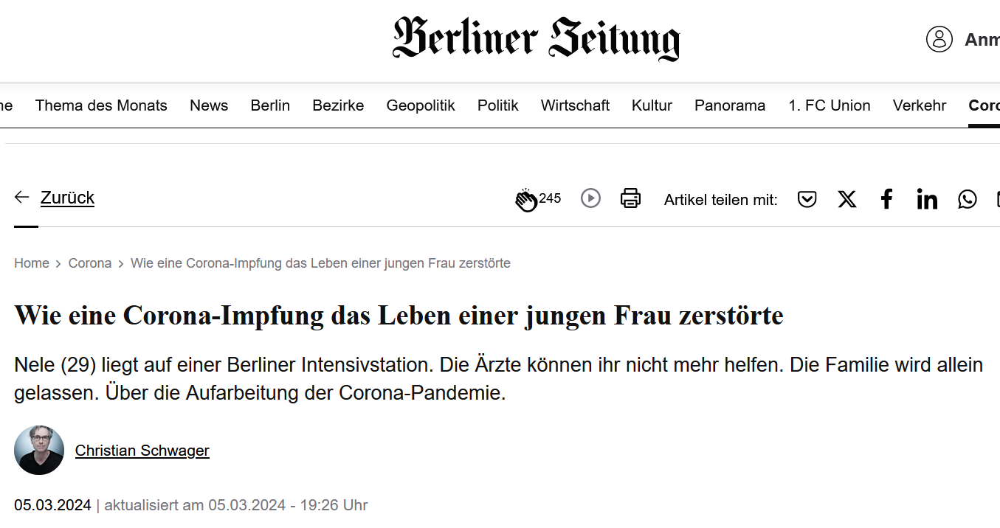 Berliner Zeitung
Thema des Monats News Berlin Bezirke Geopolitik Politik Wirtschaft Kultur Panorama 1. FC Union Verkehr
Zurück
245 Artikel teilen mit:
Home > Corona > Wie eine Corona-Impfung das Leben einer jungen Frau zerstörte
Wie eine Corona-Impfung das Leben einer jungen Frau zerstörte
Nele (29) liegt auf einer Berliner Intensivstation. Die Ärzte können ihr nicht mehr helfen. Die Familie wird allein
gelassen. Über die Aufarbeitung der Corona-Pandemie.
Christian Schwager
05.03.2024 | aktualisiert am 05.03.2024 - 19:26 Uhr